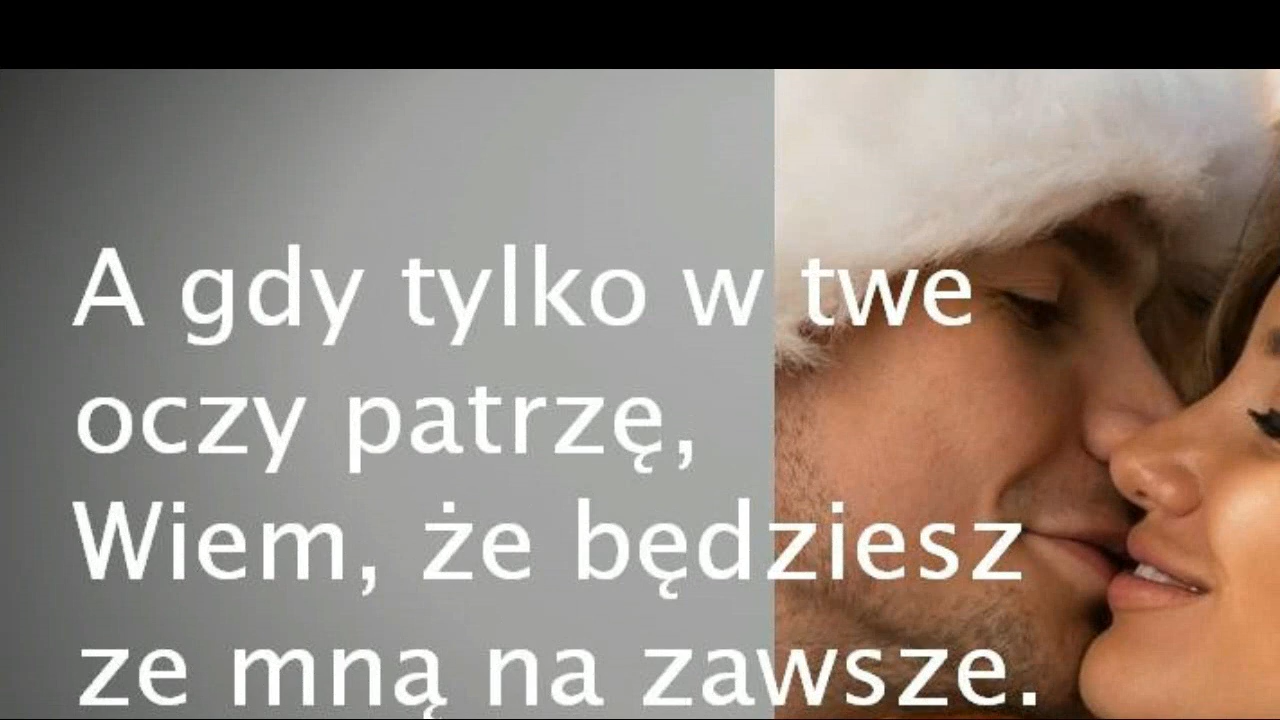 A gdy tylko w twe
oczy patrzę,
Wiem, że będziesz
ze mną na zawsze.